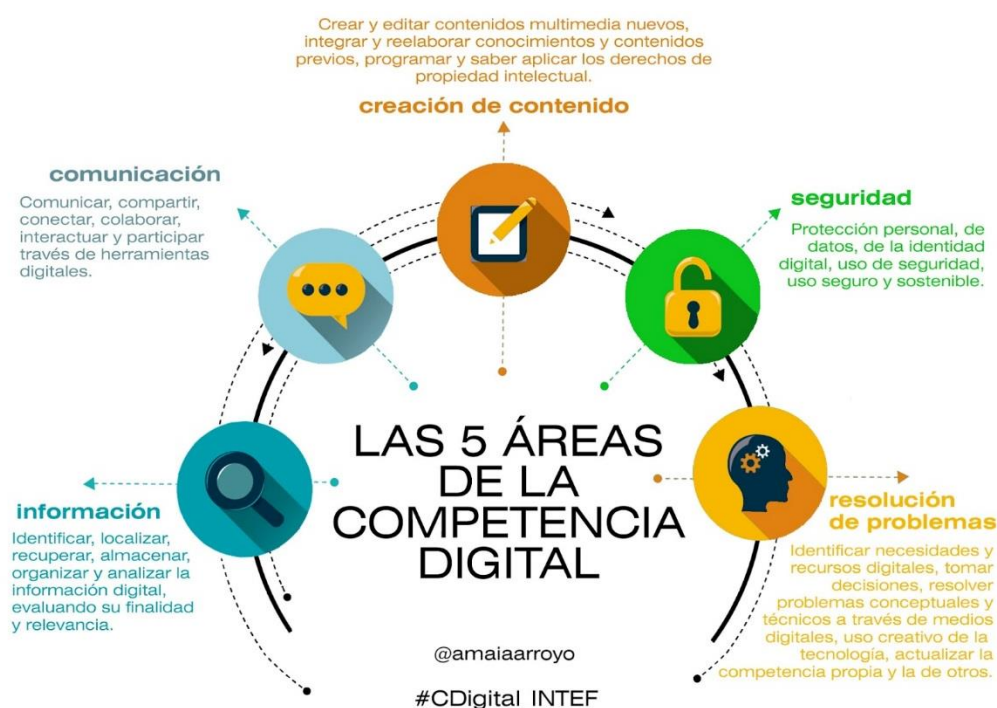 Crear y editar contenidos multimedia nuevos,
integrar y reelaborar conocimientos y contenidos
previos, programar y saber aplicar los derechos de
propiedad intelectual.
creación de contenido
comunicación
Comunicar, compartir,
conectar, colaborar,
interactuar y participar
través de herramientas
digitales.
seguridad
Protección personal, de
datos, de la identidad
digital, uso de seguridad,
uso seguro y sostenible.
información
Identificar, localizar,
recuperar, almacenar,
organizar y analizar la
información digital,
evaluando su finalidad
y relevancia.
LAS 5 ÁREAS
DE LA
COMPETENCIA
DIGITAL
resolución
de problemas
Identificar necesidades y
recursos digitales, tomar
decisiones, resolver
problemas conceptuales y
técnicos a través de medios
digitales, uso creativo de la
tecnología, actualizar la
competencia propia y la de otros.
@amaiaarroyo
#CDigital_INTEF